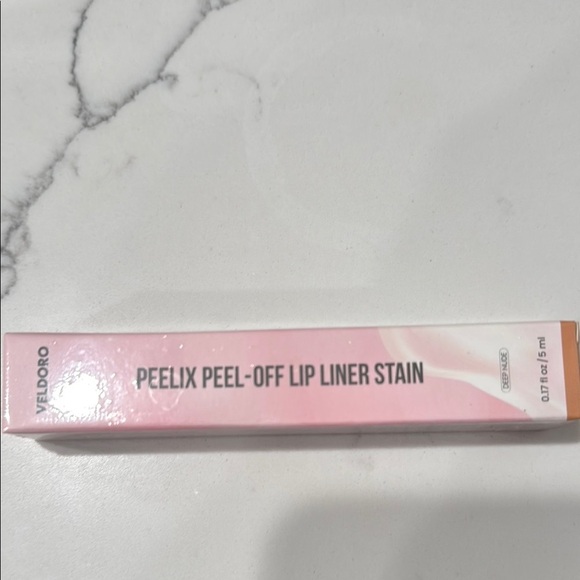 VELDORO
PEELIX PEEL-OFF LIP LINER STAIN
DEEP NUDE
0.17 fl oz / 5 ml